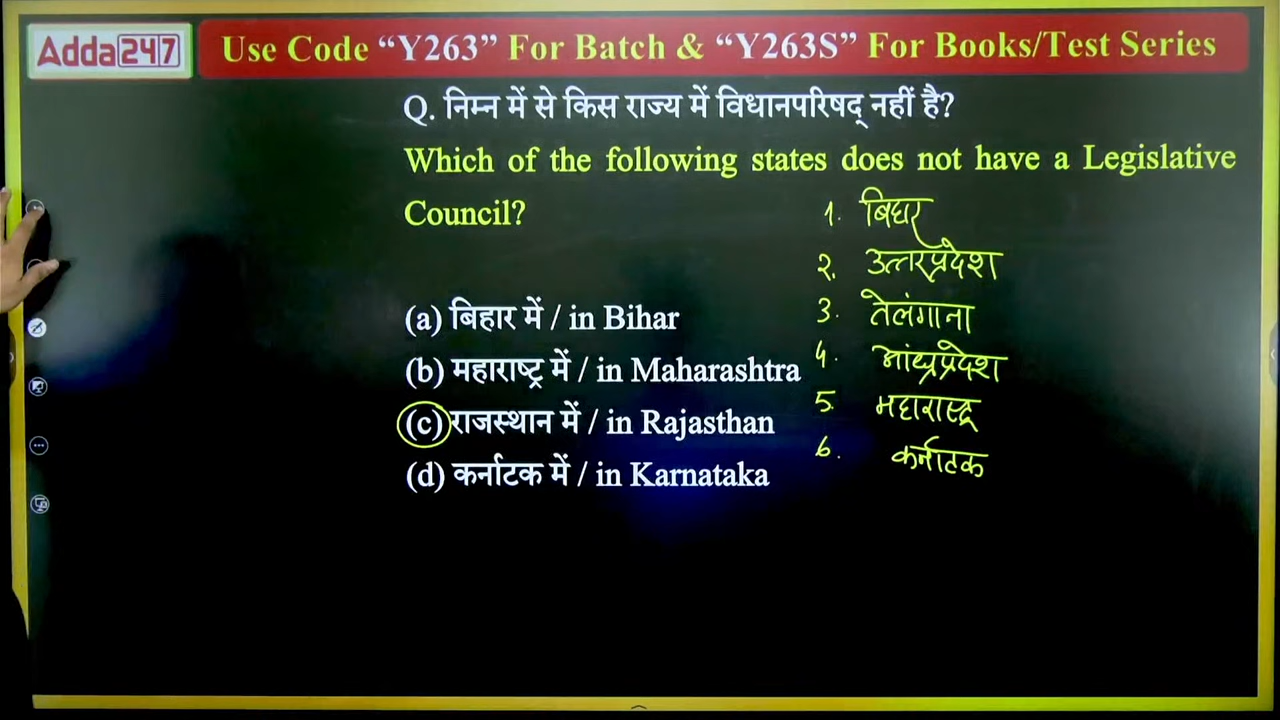 Adda247
Use Code “Y263” For Batch & “Y263S” For Books/Test Series
Q. निम्न में से किस राज्य में विधानपरिषद् नहीं है?
Which of the following states does not have a Legislative
Council?
(a) बिहार में / in Bihar
(b) महाराष्ट्र में / in Maharashtra
(c) राजस्थान में / in Rajasthan
(d) कर्नाटक में / in Karnataka
1. बिहार
२. उत्तरप्रदेश
3. तेलंगाना
4. आंध्रप्रदेश
5. महाराष्ट्र
6. कर्नाटक